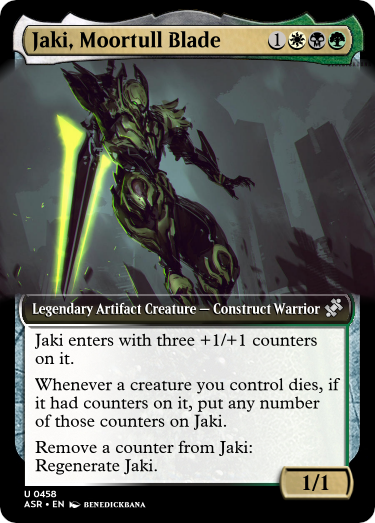 Jaki, Moortull Blade 1
Legendary Artifact Creature — Construct Warrior
Jaki enters with three +1/+1 counters
on it.
Whenever a creature you control dies, if
it had counters on it, put any number
of those counters on Jaki.
Remove a counter from Jaki:
Regenerate Jaki.
1/1
U 0458
ASR • EN BENEDICKBANA